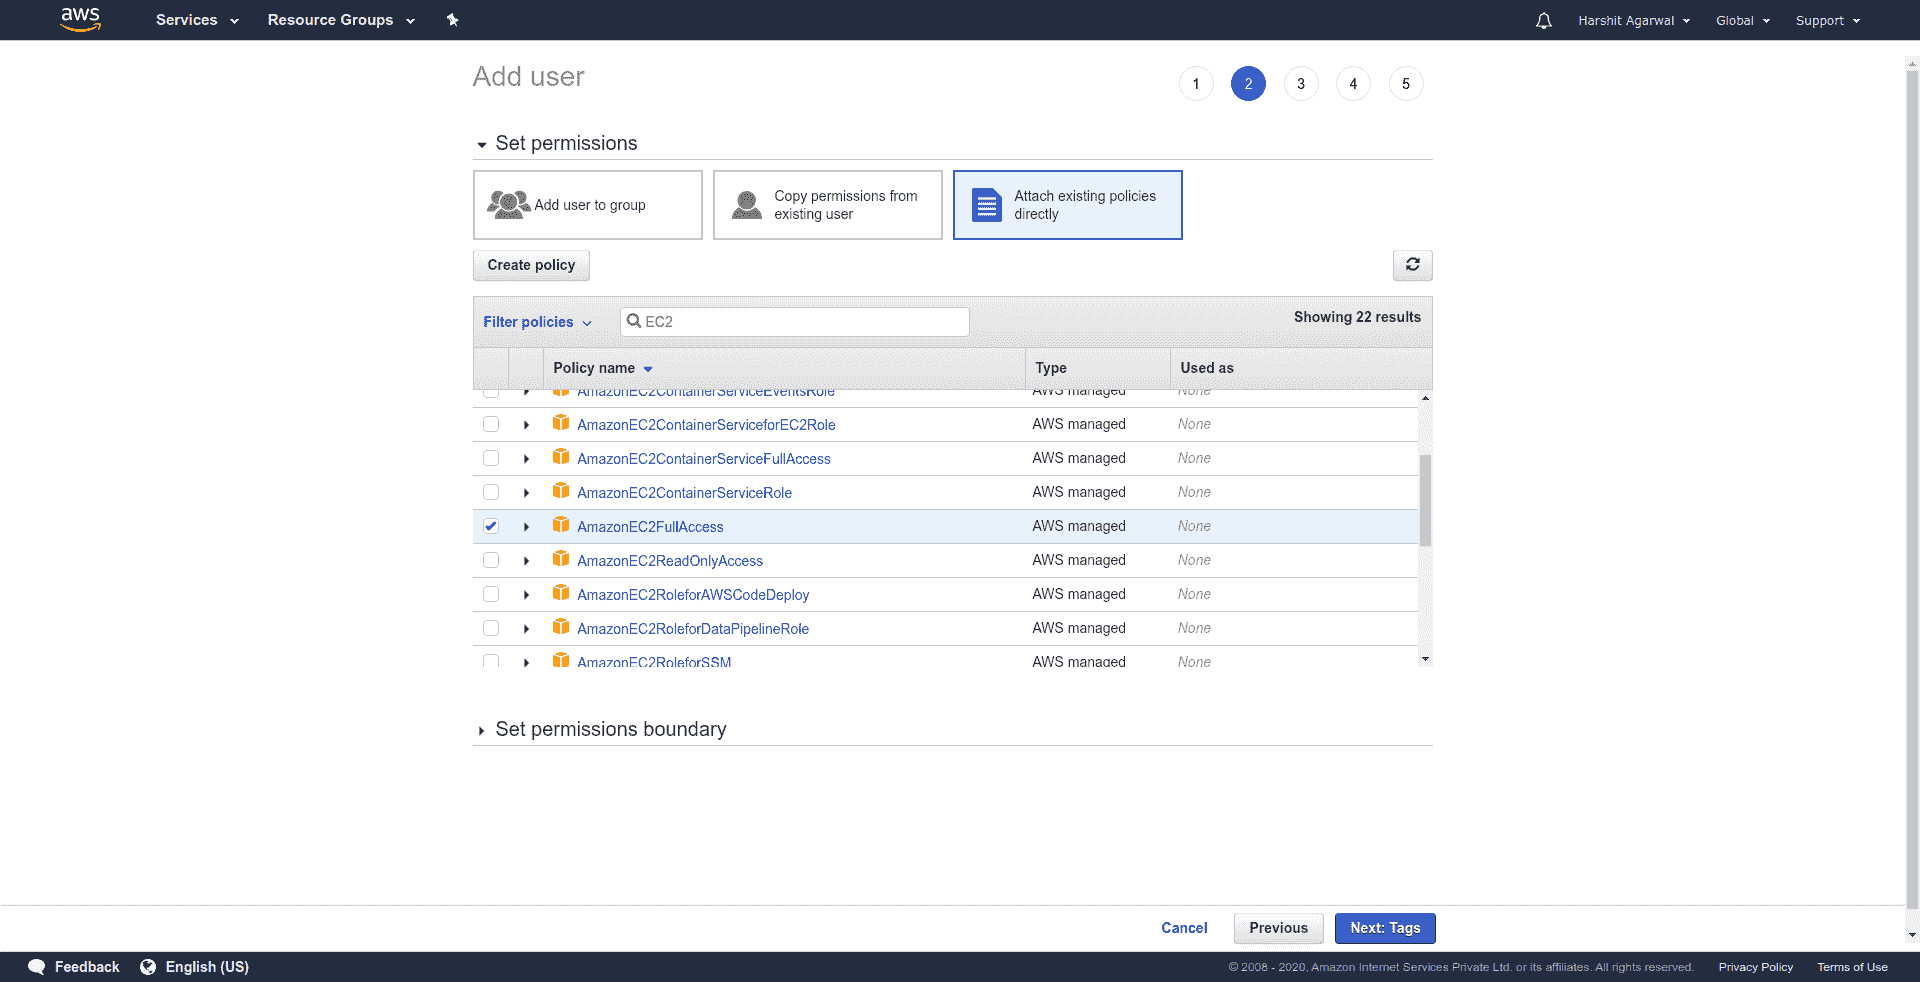 aws Services Resource Groups Harshit Agarwal Global Support
Add user
1 2 3 4 5
Set permissions
Add user to group
Copy permissions from
existing user
Attach existing policies
directly
Create policy
Filter policies EC2 Showing 22 results
Policy name Type Used as
AmazonEC2ContainerServiceEventsRole AWS managed None
AmazonEC2ContainerServiceforEC2Role AWS managed None
AmazonEC2ContainerServiceFullAccess AWS managed None
AmazonEC2ContainerServiceRole AWS managed None
AmazonEC2FullAccess AWS managed None
AmazonEC2ReadOnlyAccess AWS managed None
AmazonEC2RoleforAWSCodeDeploy AWS managed None
AmazonEC2RoleforDataPipelineRole AWS managed None
AmazonEC2RoleforSSM AWS managed None
Set permissions boundary
Cancel Previous Next: Tags
Feedback English (US) © 2008 - 2020, Amazon Internet Services Private Ltd. or its affiliates. All rights reserved. Privacy Policy Terms of Use